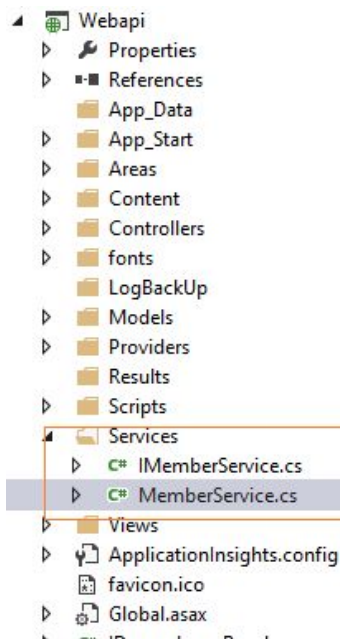 Webapi
Properties
References
App_Data
App_Start
Areas
Content
Controllers
fonts
LogBackUp
Models
Providers
Results
Scripts
Services
C# IMemberService.cs
C# MemberService.cs
Views
ApplicationInsights.config
favicon.ico
Global.asax